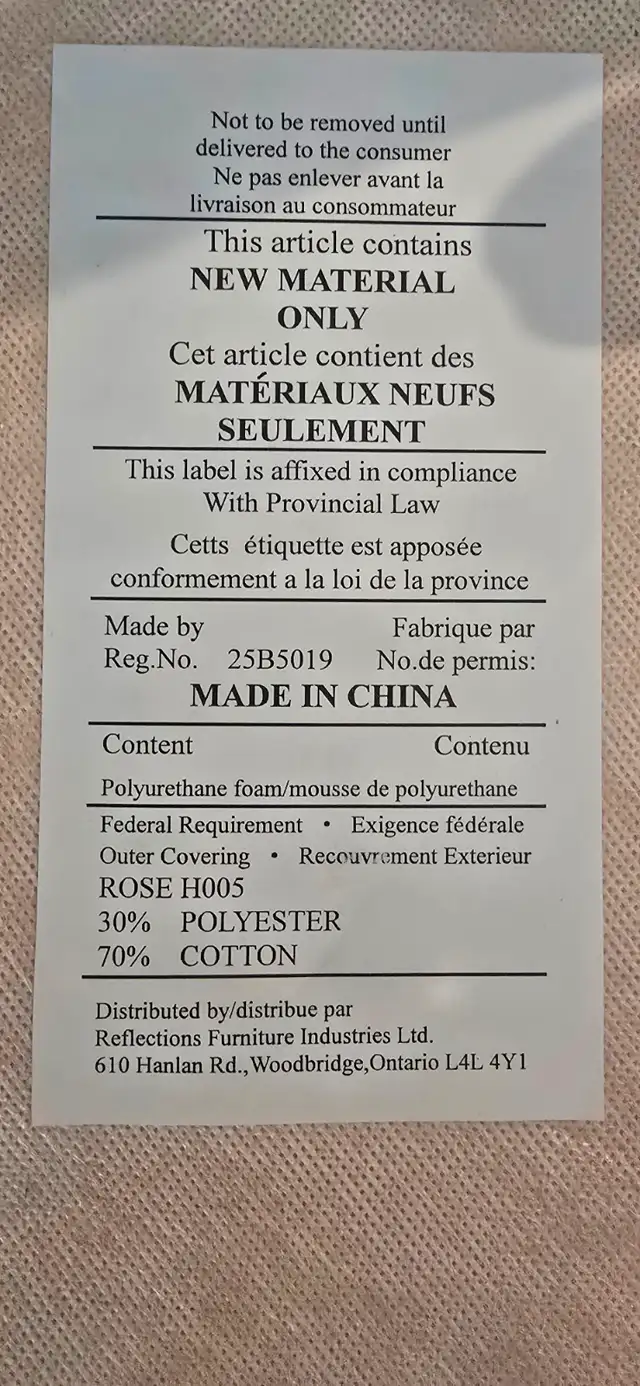 Not to be removed until
delivered to the consumer
Ne pas enlever avant la
livraison au consommateur
This article contains
NEW MATERIAL
ONLY
Cet article contient des
MATÉRIAUX NEUFS
SEULEMENT
This label is affixed in compliance
With Provincial Law
Cetts étiquette est apposée
conformement a la loi de la province
Made by Fabrique par
Reg.No. 25B5019 No.de permis:
MADE IN CHINA
Content Contenu
Polyurethane foam/mousse de polyurethane
Federal Requirement • Exigence fédérale
Outer Covering • Recouvrement Exterieur
ROSE H005
30% POLYESTER
70% COTTON
Distributed by/distribue par
Reflections Furniture Industries Ltd.
610 Hanlan Rd.,Woodbridge,Ontario L4L 4Y1